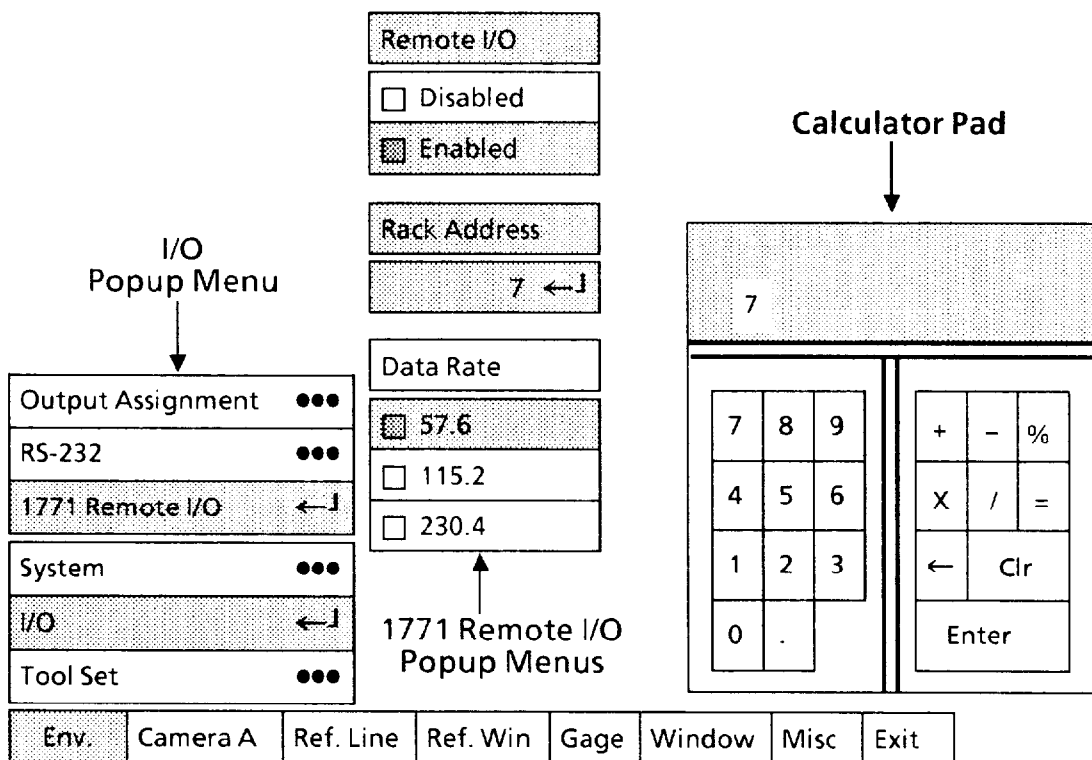 Remote I/O
Disabled
Enabled
Rack Address
7 ←┘
Data Rate
57.6
115.2
230.4
1771 Remote I/O
Popup Menus
I/O
Popup Menu
Output Assignment ●●●
RS-232 ●●●
1771 Remote I/O ←┘
System ●●●
I/O ←┘
Tool Set ●●●
Calculator Pad
7
7 8 9
4 5 6
1 2 3
0 .
+ - %
X / =
← Clr
Enter
Env. Camera A Ref. Line Ref. Win Gage Window Misc Exit